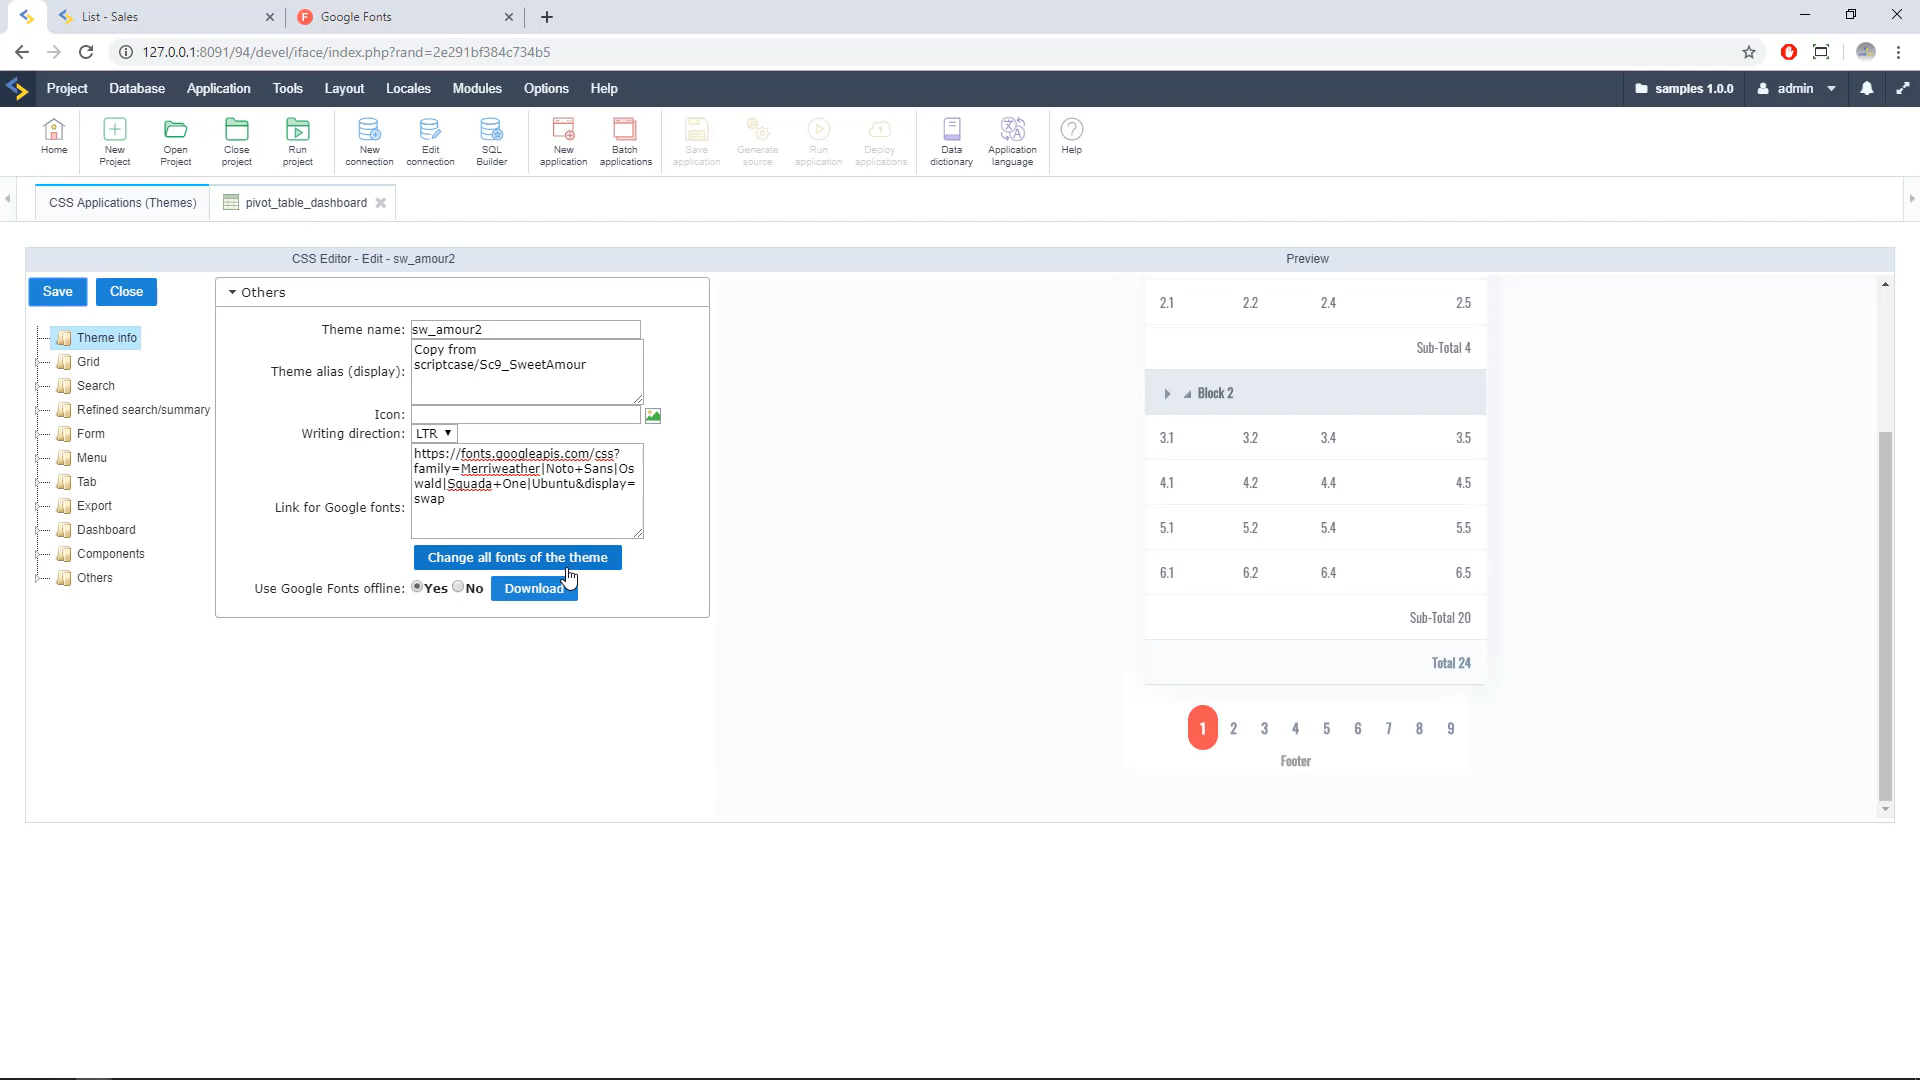 List - Sales
Google Fonts
127.0.0.1:8091/94/devel/iface/index.php?rand=2e291bf384c734b5
Project Database Application Tools Layout Locales Modules Options Help
samples 1.0.0 admin
Home
New Project
Open Project
Close project
Run project
New connection
Edit connection
SQL Builder
New application
Batch applications
Save application
Generate source
Run application
Deploy applications
Data dictionary
Application language
Help
CSS Applications (Themes)
pivot_table_dashboard
CSS Editor - Edit - sw_amour2
Preview
Save Close
Theme info
Grid
Search
Refined search/summary
Form
Menu
Tab
Export
Dashboard
Components
Others
Others
Theme name: sw_amour2
Theme alias (display):
Copy from
scriptcase/Sc9_SweetAmour
Icon:
Writing direction: LTR
Link for Google fonts:
https://fonts.googleapis.com/css?
family=Merriweather|Noto+Sans|Os
wald|Squada+One|Ubuntu&display=
swap
Change all fonts of the theme
Use Google Fonts offline: Yes No Download
2.1 2.2 2.4 2.5
Sub-Total 4
Block 2
3.1 3.2 3.4 3.5
4.1 4.2 4.4 4.5
5.1 5.2 5.4 5.5
6.1 6.2 6.4 6.5
Sub-Total 20
Total 24
1 2 3 4 5 6 7 8 9
Footer